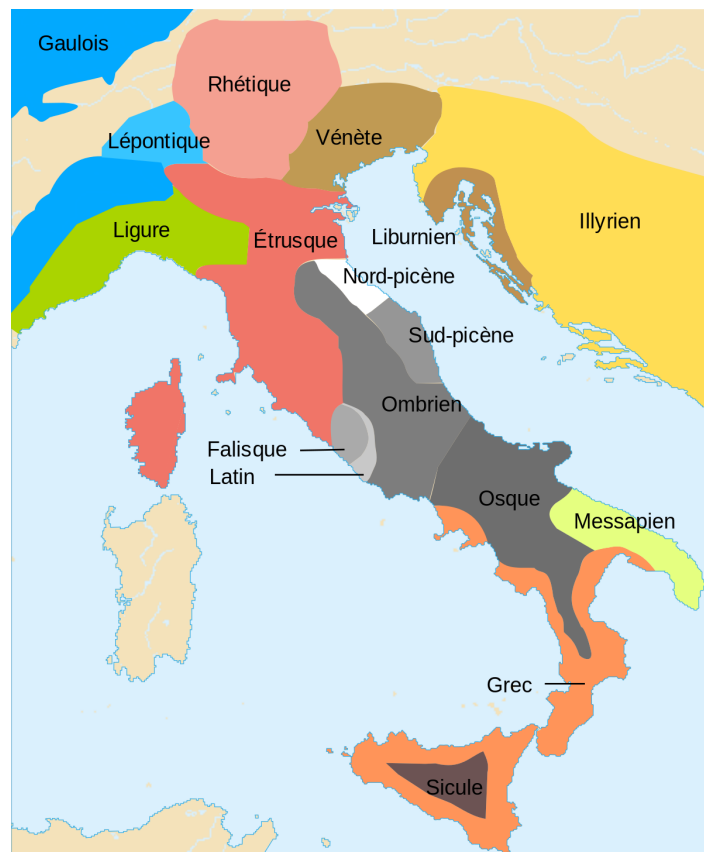 Gaulois
Rhétique
Lépontique
Vénète
Ligure
Étrusque
Liburnien
Illyrien
Nord-picène
Sud-picène
Ombrien
Falisque
Latin
Osque
Messapien
Grec
Sicule